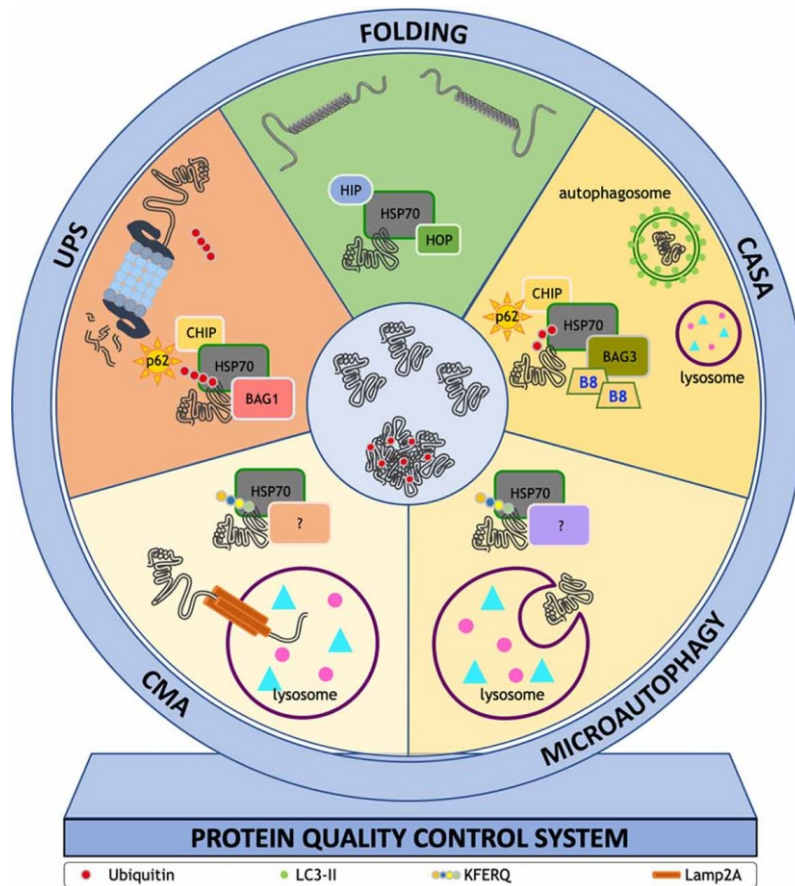 FOLDING
HIP
HSP70
HOP
UPS
CHIP
p62
HSP70
BAG1
CASA
autophagosome
CHIP
p62
HSP70
BAG3
B8
B8
lysosome
HSP70
?
lysosome
CMA
HSP70
?
lysosome
MICROAUTOPHAGY
PROTEIN QUALITY CONTROL SYSTEM
Ubiquitin
LC3-II
KFERQ
Lamp2A